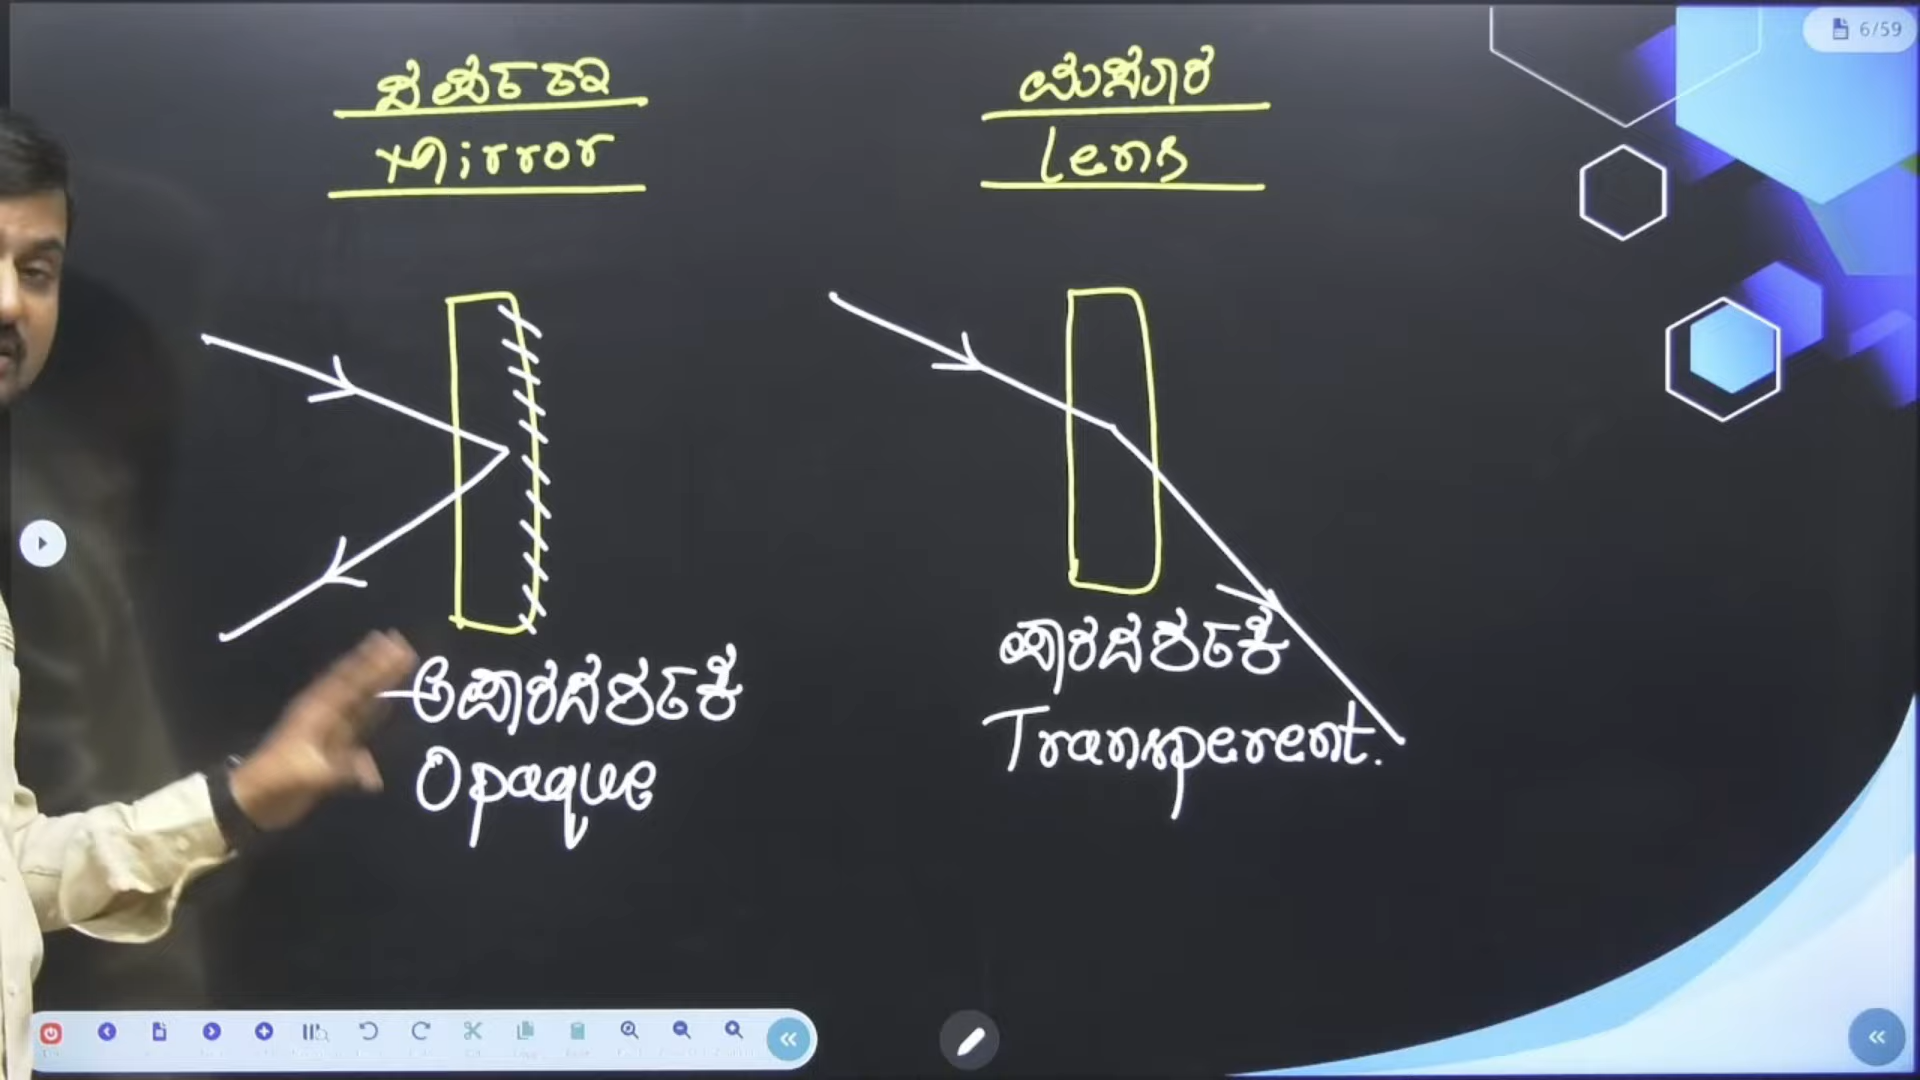 ದರ್ಪಣ
Mirror
ಮಸೂರ
Lens
ಅಪಾರದರ್ಶಕ
Opaque
ಪಾರದರ್ಶಕ
Transperent.
6/59